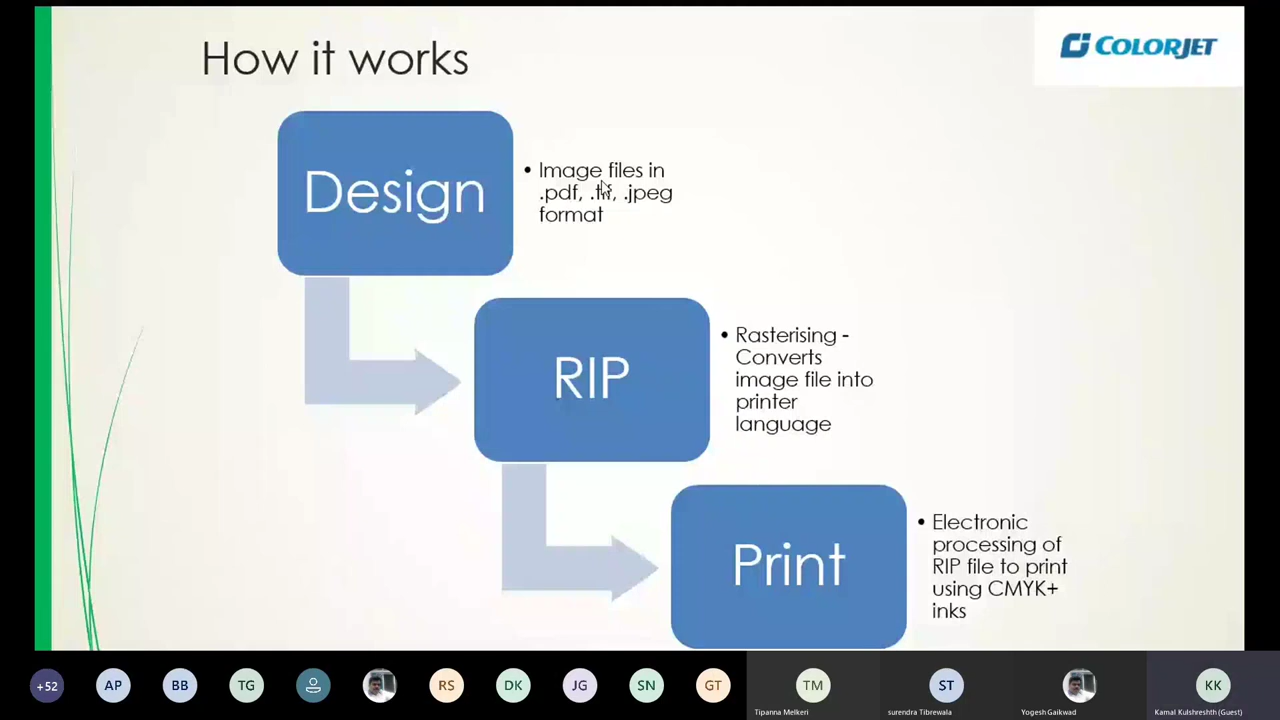 How it works
COLORJET
Design
• Image files in
.pdf, .tif, .jpeg
format
RIP
• Rasterising -
Converts
image file into
printer
language
Print
• Electronic
processing of
RIP file to print
using CMYK+
inks
+52
AP
BB
TG
RS
DK
JG
SN
GT
TM
ST
KK
Tipanna Melkeri
surendra Tibrewala
Yogesh Gaikwad
Kamal Kulshreshth (Guest)